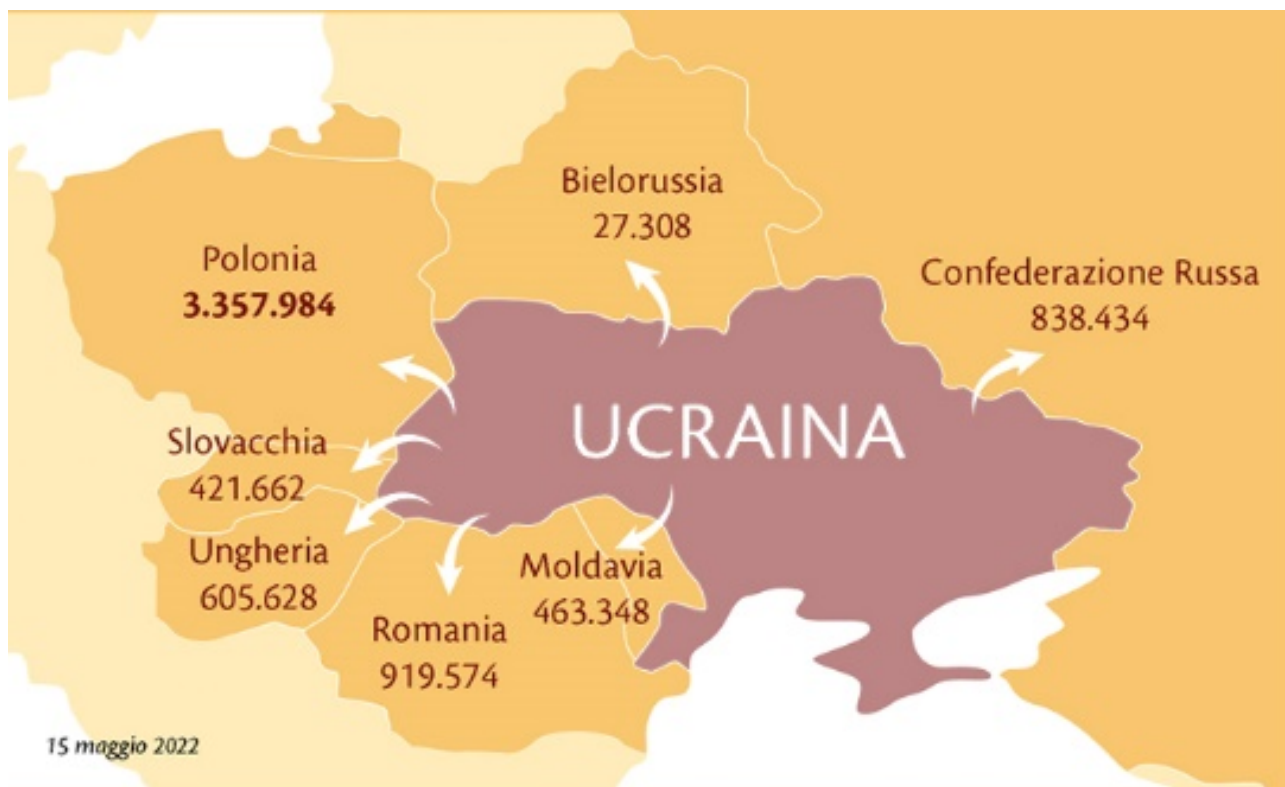 Bielorussia
27.308
Polonia
3.357.984
Confederazione Russa
838.434
UCRAINA
Slovacchia
421.662
Ungheria
605.628
Moldavia
463.348
Romania
919.574
15 maggio 2022